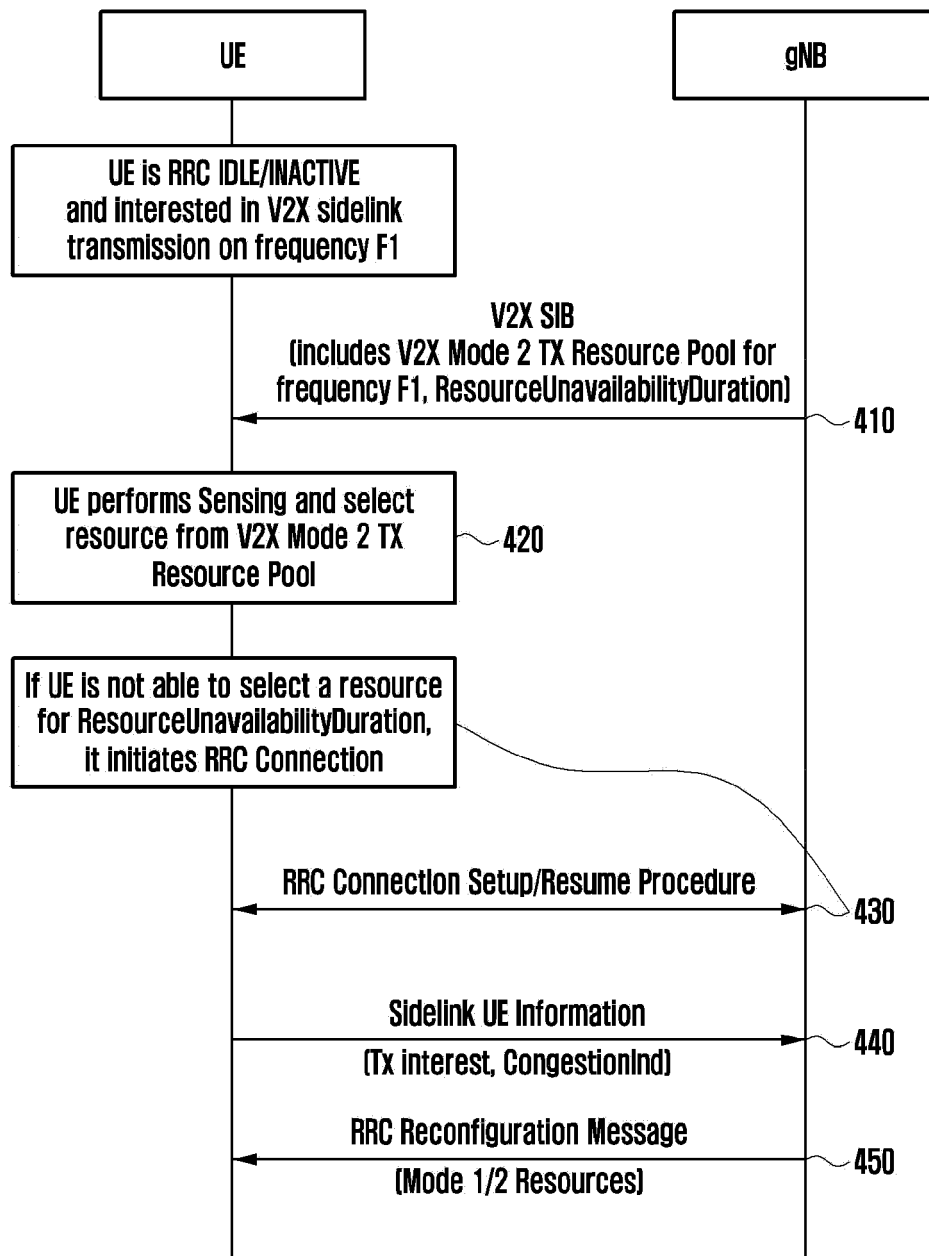 UE
gNB
UE is RRC IDLE/INACTIVE
and interested in V2X sidelink
transmission on frequency F1
V2X SIB
(includes V2X Mode 2 TX Resource Pool for
frequency F1, ResourceUnavailabilityDuration)
410
UE performs Sensing and select
resource from V2X Mode 2 TX
Resource Pool
420
If UE is not able to select a resource
for ResourceUnavailabilityDuration,
it initiates RRC Connection
RRC Connection Setup/Resume Procedure
430
Sidelink UE Information
(Tx interest, CongestionInd)
440
RRC Reconfiguration Message
(Mode 1/2 Resources)
450